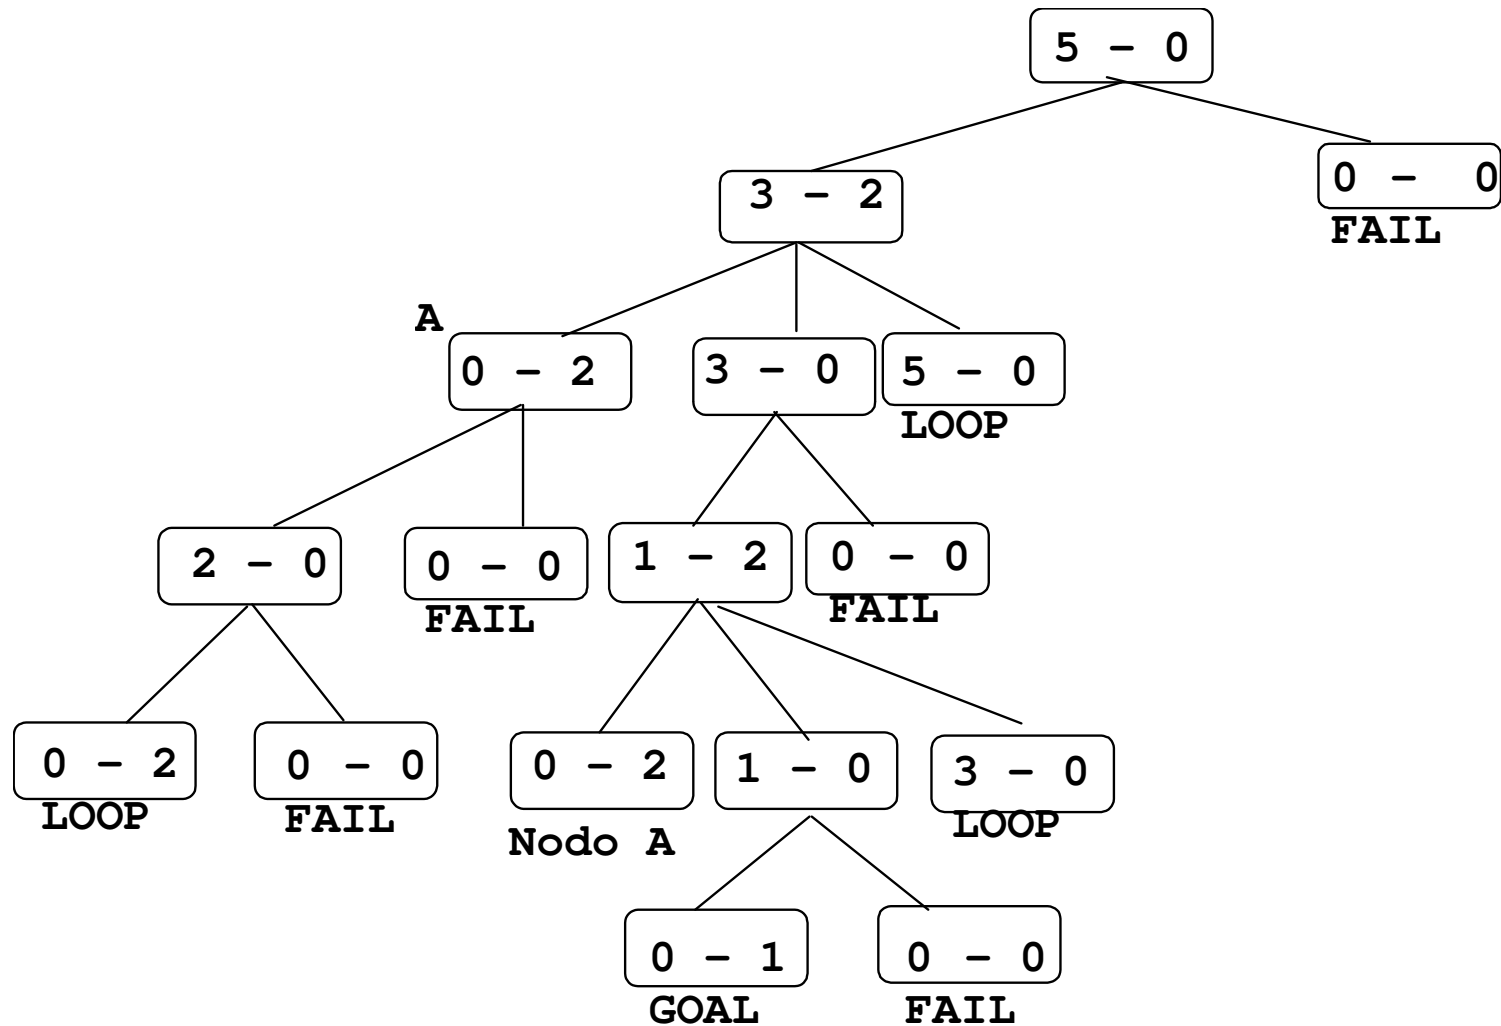 5 – 0
3 – 2
0 – 0
FAIL
A
0 – 2
3 – 0
5 – 0
LOOP
2 – 0
0 – 0
FAIL
1 – 2
0 – 0
FAIL
0 – 2
LOOP
0 – 0
FAIL
0 – 2
Nodo A
1 – 0
3 – 0
LOOP
0 – 1
GOAL
0 – 0
FAIL